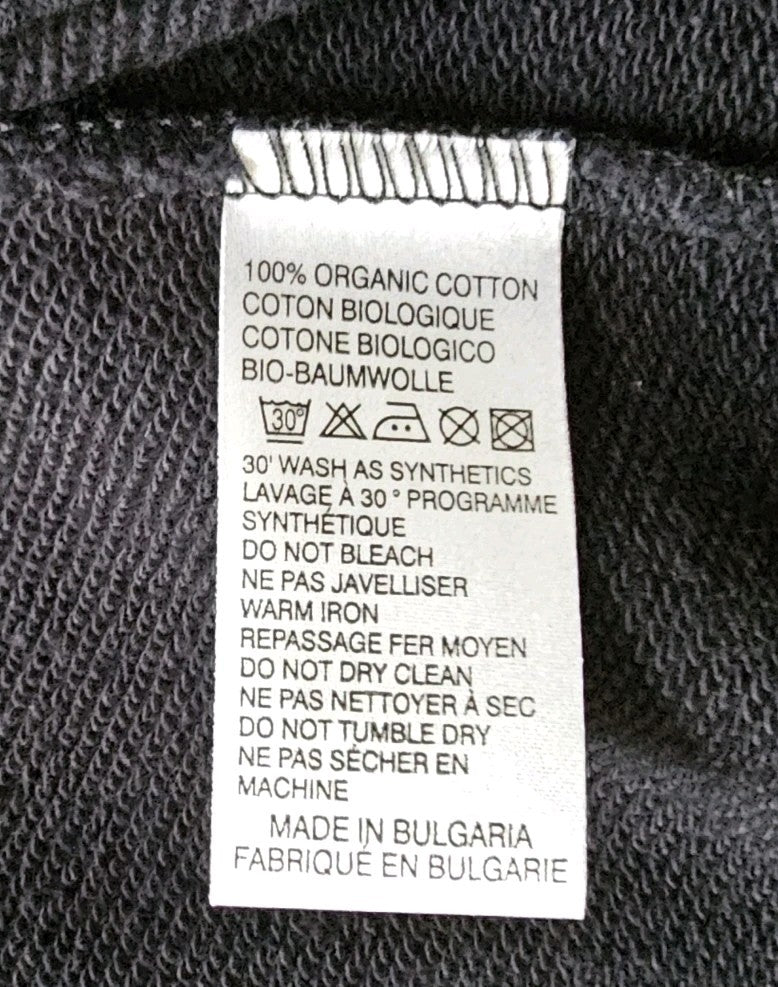 100% ORGANIC COTTON
COTON BIOLOGIQUE
COTONE BIOLOGICO
BIO-BAUMWOLLE
30°
30' WASH AS SYNTHETICS
LAVAGE À 30 ° PROGRAMME
SYNTHÉTIQUE
DO NOT BLEACH
NE PAS JAVELLISER
WARM IRON
REPASSAGE FER MOYEN
DO NOT DRY CLEAN
NE PAS NETTOYER À SEC
DO NOT TUMBLE DRY
NE PAS SÉCHER EN
MACHINE
MADE IN BULGARIA
FABRIQUÉ EN BULGARIE